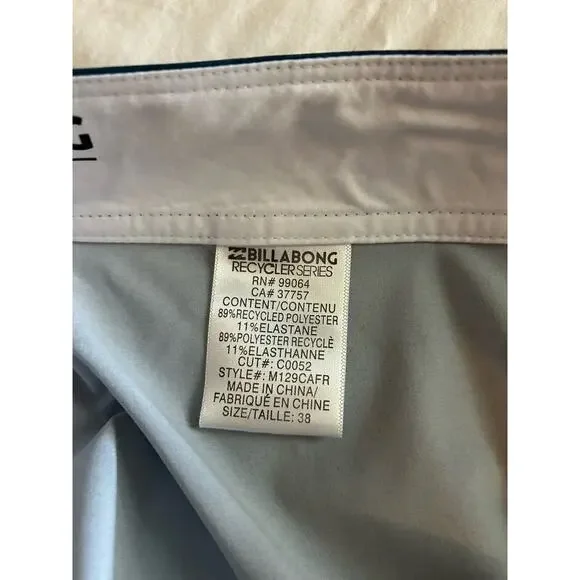 G
BILLABONG
RECYCLER SERIES
RN# 99064
CA# 37757
CONTENT/CONTENU
89%RECYCLED POLYESTER
11%ELASTANE
89%POLYESTER RECYCLÈ
11%ELASTHANNE
CUT#: C0052
STYLE#: M129CAFR
MADE IN CHINA/
FABRIQUÉ EN CHINE
SIZE/TAILLE: 38